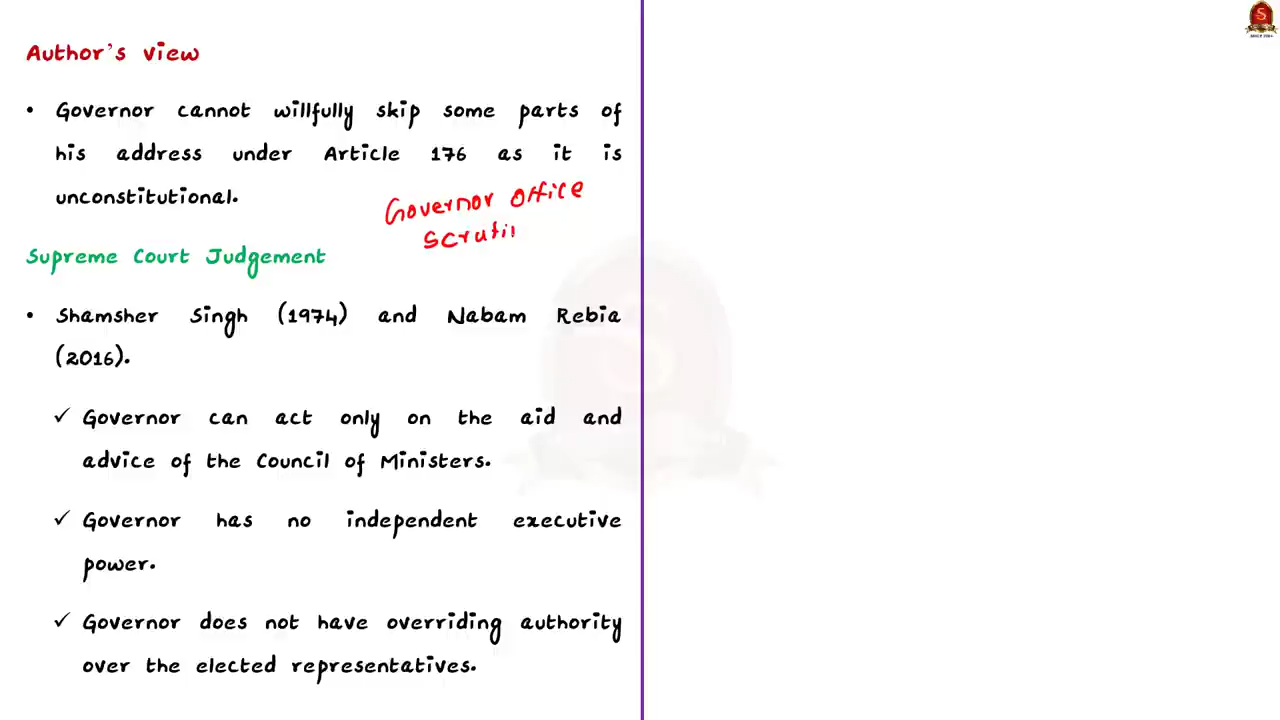 Author's view
• Governor cannot willfully skip some parts of
his address under Article 176 as it is
unconstitutional.
Governor Office
Scruti
Supreme Court Judgement
• Shamsher Singh (1974) and Nabam Rebia
(2016).
✓ Governor can act only on the aid and
advice of the Council of Ministers.
✓ Governor has no independent executive
power.
✓ Governor does not have overriding authority
over the elected representatives.